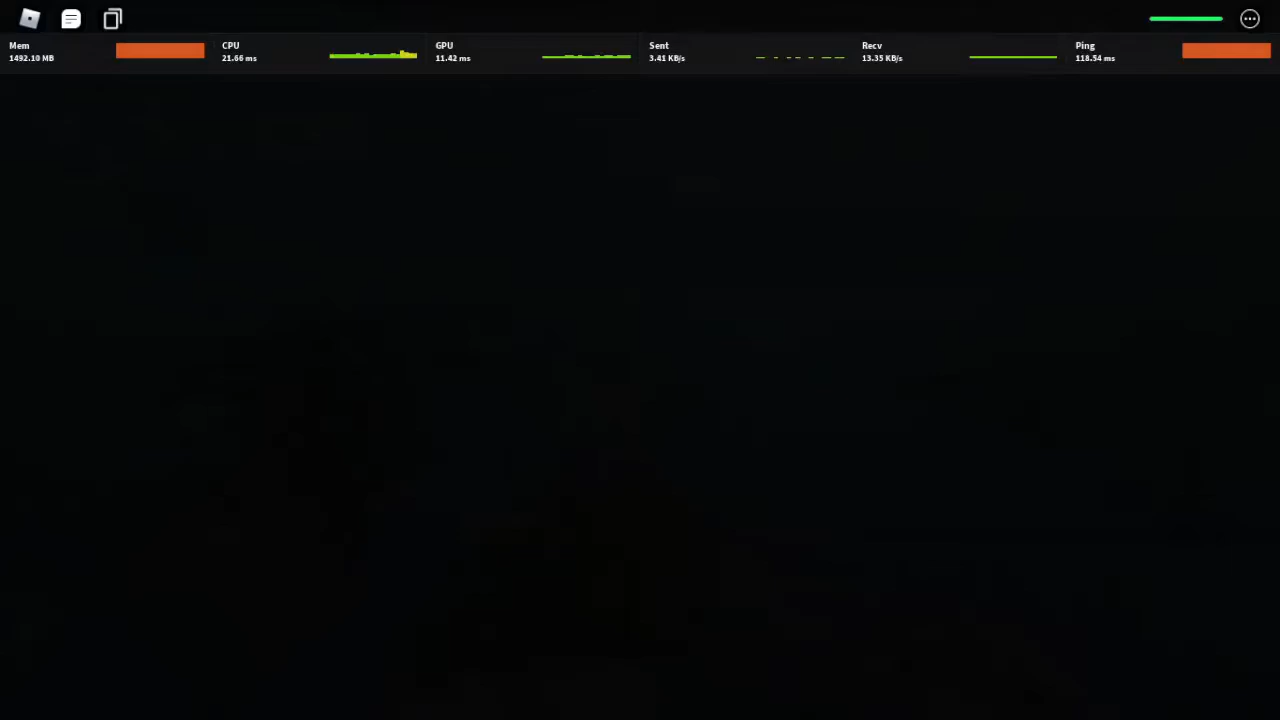 Mem
1492.10 MB
CPU
21.66 ms
GPU
11.42 ms
Sent
3.41 KB/s
Recv
13.35 KB/s
Ping
118.54 ms